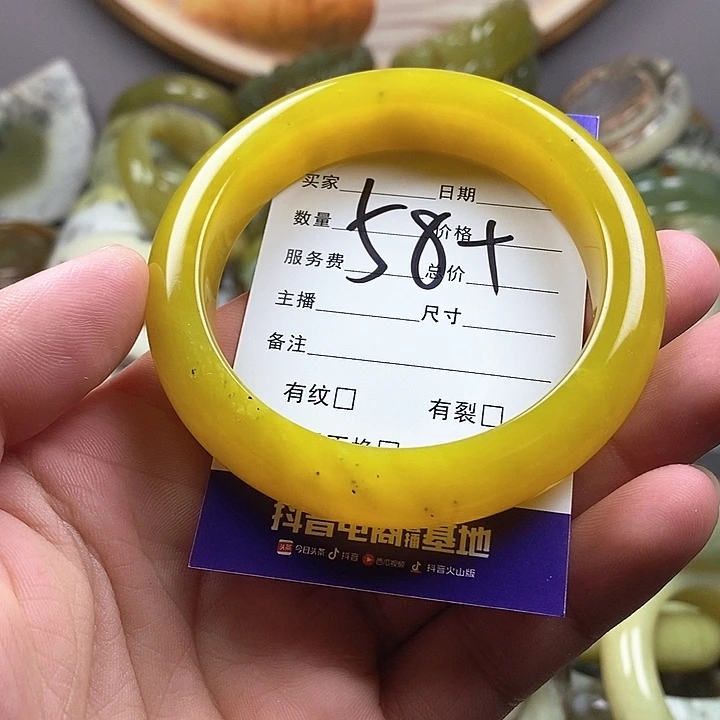 买家 日期
数量 价格
58+
服务费 总价
主播 尺寸
备注
有纹 有裂
抖音电商直播基地
今日头条 抖音 西瓜视频 抖音火山版